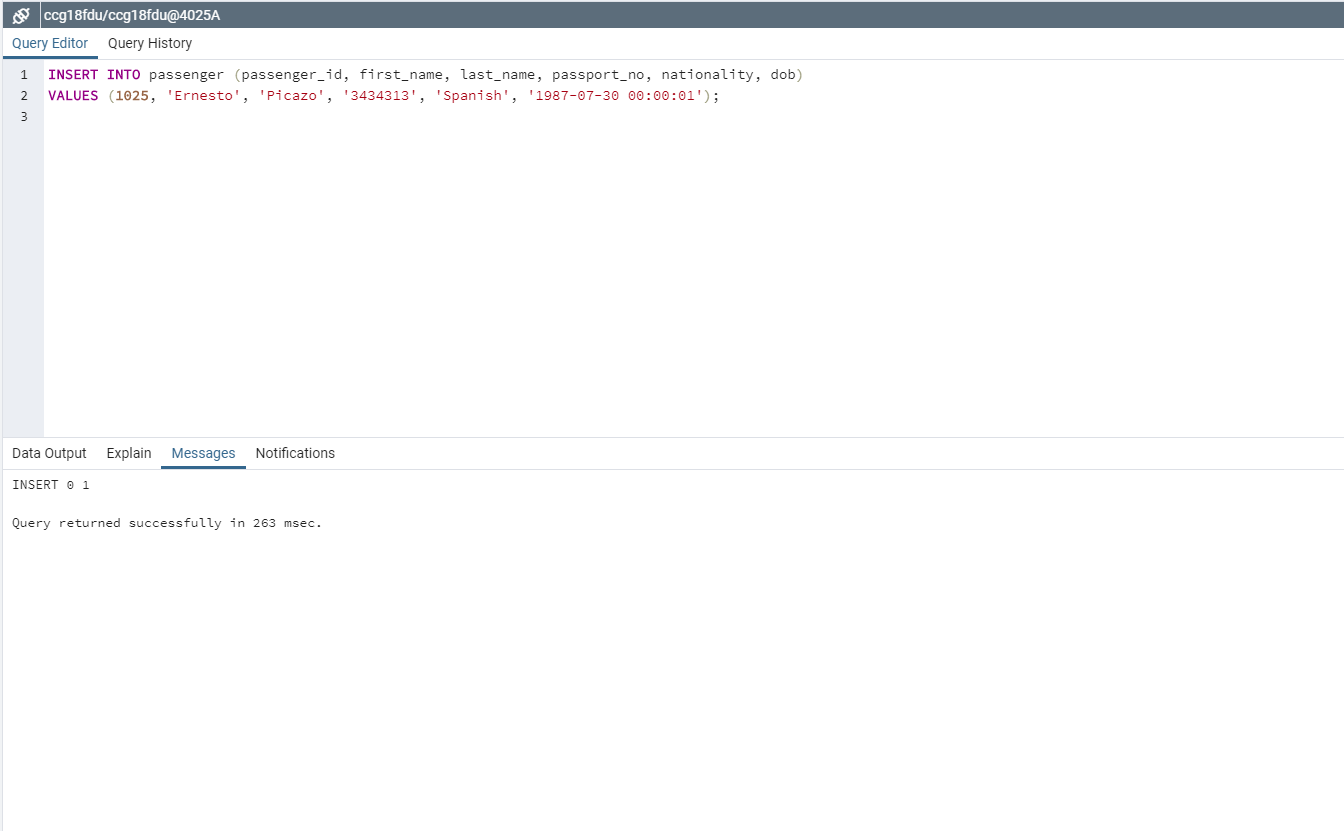 ccg18fdu/ccg18fdu@4025A
Query Editor Query History
1 INSERT INTO passenger (passenger_id, first_name, last_name, passport_no, nationality, dob)
2 VALUES (1025, 'Ernesto', 'Picazo', '3434313', 'Spanish', '1987-07-30 00:00:01');
3
Data Output Explain Messages Notifications
INSERT 0 1
Query returned successfully in 263 msec.